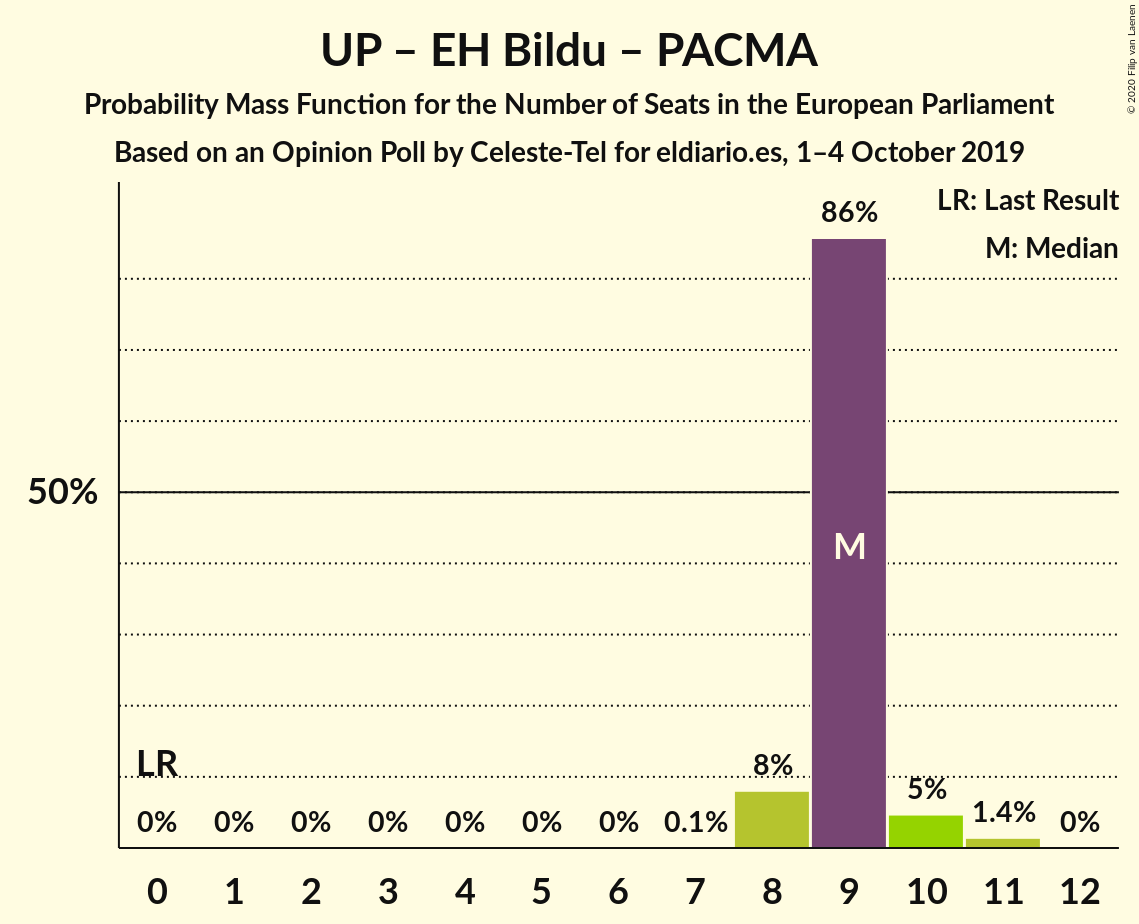 UP – EH Bildu – PACMA
Probability Mass Function for the Number of Seats in the European Parliament
Based on an Opinion Poll by Celeste-Tel for eldiario.es, 1–4 October 2019
© 2020 Filip van Laenen
LR: Last Result
M: Median
86%
50%
M
LR
0% 0% 0% 0% 0% 0% 0% 0.1% 8% 5% 1.4% 0%
0 1 2 3 4 5 6 7 8 9 10 11 12